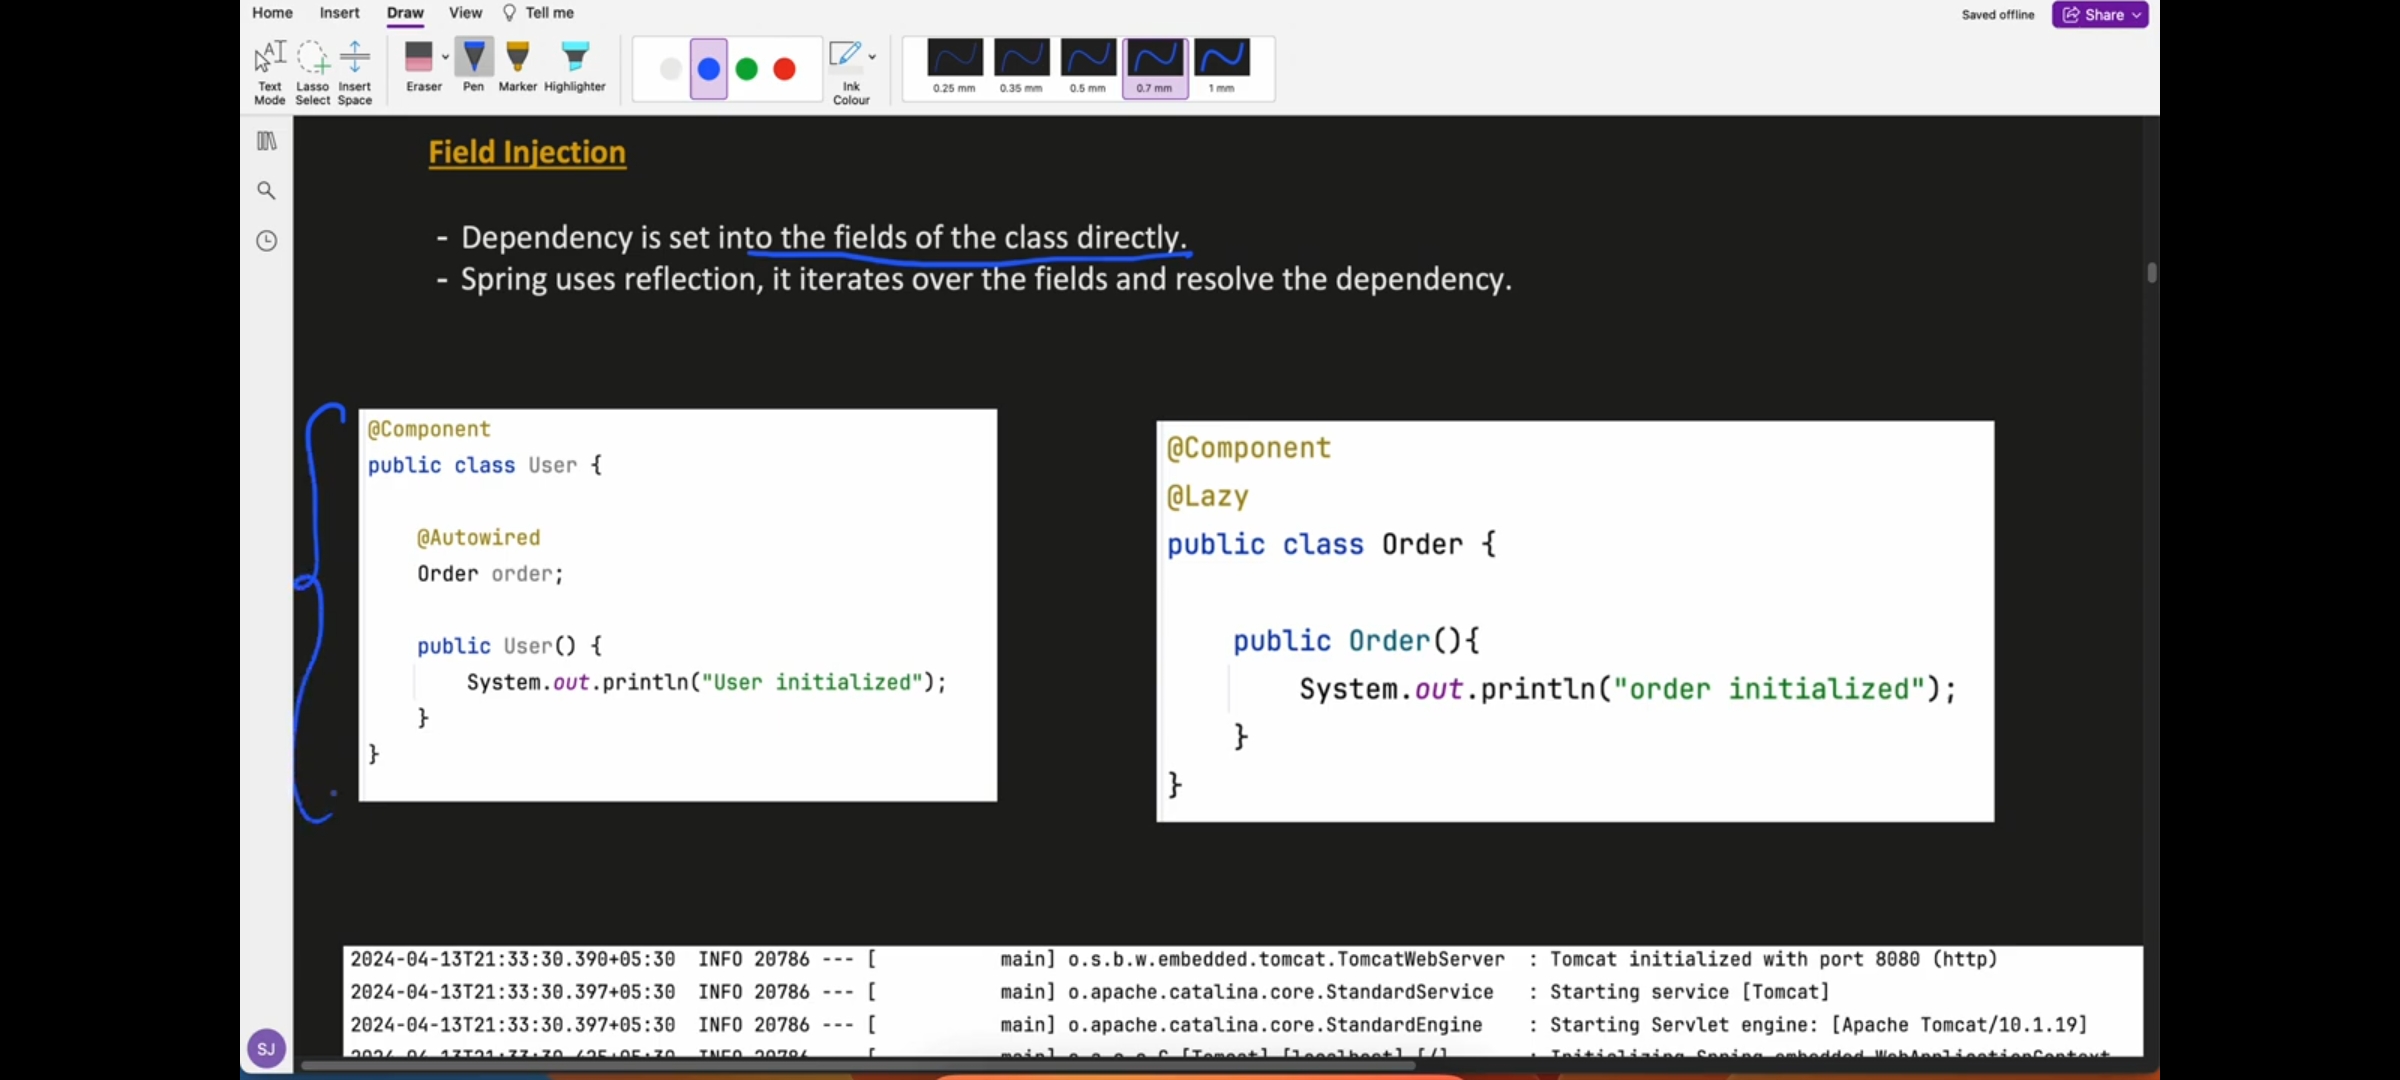 Home Insert Draw View Tell me
Saved offline Share
Text Mode
Lasso Select
Insert Space
Eraser
Pen
Marker
Highlighter
Ink Colour
0.25 mm
0.35 mm
0.5 mm
0.7 mm
1 mm
Field Injection
- Dependency is set into the fields of the class directly.
- Spring uses reflection, it iterates over the fields and resolve the dependency.
@Component
public class User {
@Autowired
Order order;
public User() {
System.out.println("User initialized");
}
}
@Component
@Lazy
public class Order {
public Order(){
System.out.println("order initialized");
}
}
2024-04-13T21:33:30.390+05:30 INFO 20786 --- [ main] o.s.b.w.embedded.tomcat.TomcatWebServer : Tomcat initialized with port 8080 (http)
2024-04-13T21:33:30.397+05:30 INFO 20786 --- [ main] o.apache.catalina.core.StandardService : Starting service [Tomcat]
2024-04-13T21:33:30.397+05:30 INFO 20786 --- [ main] o.apache.catalina.core.StandardEngine : Starting Servlet engine: [Apache Tomcat/10.1.19]
: Initializing Spring embedded WebApplicationContext
SJ